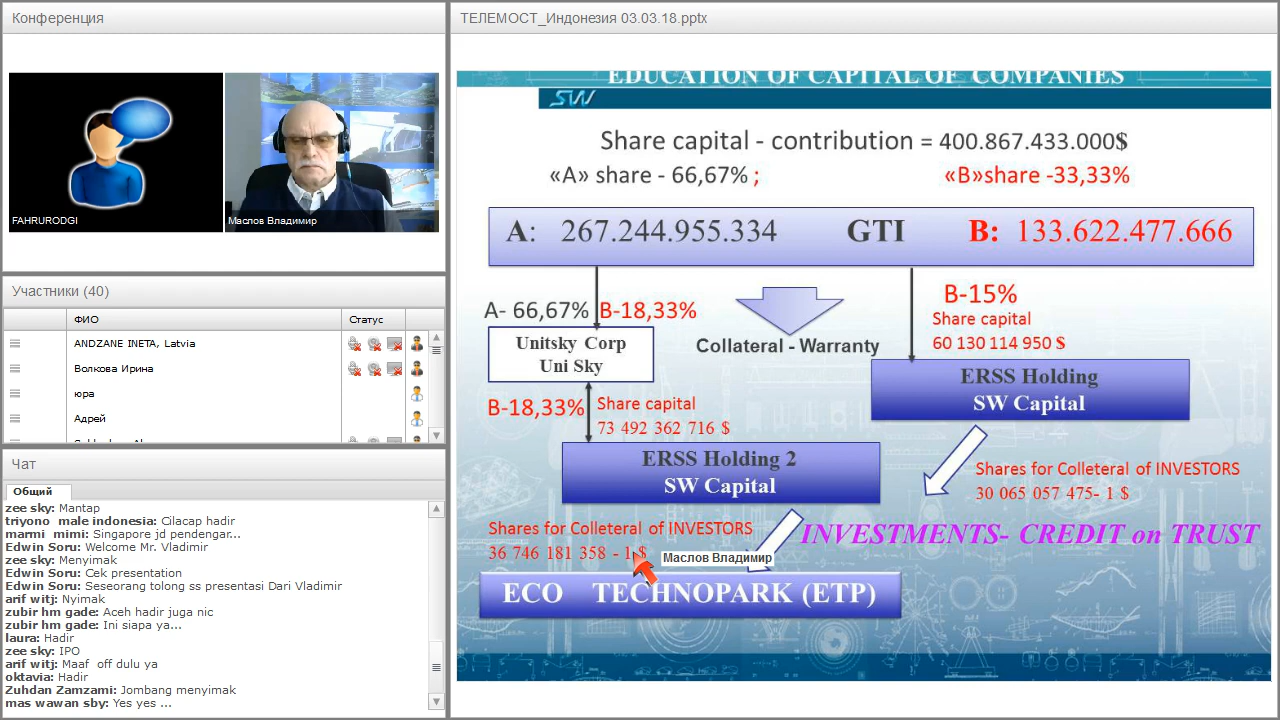 Конференция
FAHRURODGI
Маслов Владимир
Участники (40)
ФИО
Статус
ANDZANE INETA, Latvia
Волкова Ирина
юра
Адрей
Чат
Общий
zee sky: Mantap
triyono male indonesia: Cilacap hadir
marmi mimi: Singapore jd pendengar...
Edwin Soru: Welcome Mr. Vladimir
zee sky: Menyimak
Edwin Soru: Cek presentation
Edwin Soru: Seseorang tolong ss presentasi Dari Vladimir
arif witj: Nyimak
zubir hm gade: Aceh hadir juga nic
zubir hm gade: Ini siapa ya...
laura: Hadir
zee sky: IPO
arif witj: Maaf off dulu ya
oktavia: Hadir
Zuhdan Zamzami: Jombang menyimak
mas wawan sby: Yes yes ...
ТЕЛЕМОСТ_Индонезия 03.03.18.pptx
EDUCATION OF CAPITAL OF COMPANIES
SW
Share capital - contribution = 400.867.433.000$
«A» share - 66,67% ;
«B»share -33,33%
A: 267.244.955.334 GTI B: 133.622.477.666
A- 66,67%
B-18,33%
B-15%
Share capital
60 130 114 950 $
Unitsky Corp
Uni Sky
Collateral - Warranty
ERSS Holding
SW Capital
B-18,33%
Share capital
73 492 362 716 $
ERSS Holding 2
SW Capital
Shares for Colleteral of INVESTORS
30 065 057 475- 1 $
Shares for Colleteral of INVESTORS
36 746 181 358 - 1 $
Маслов Владимир
INVESTMENTS- CREDIT on TRUST
ECO TECHNOPARK (ETP)